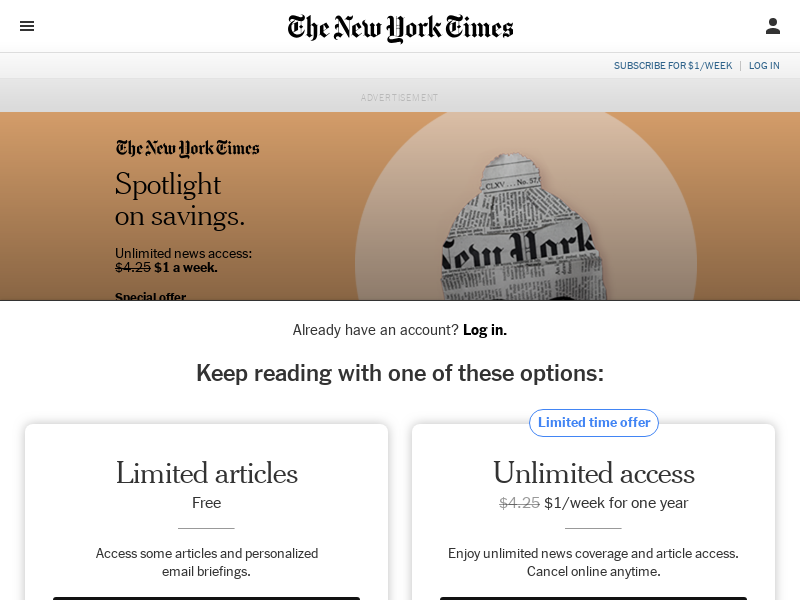 The New York Times
SUBSCRIBE FOR $1/WEEK
LOG IN
ADVERTISEMENT
The New York Times
Spotlight
on savings.
Unlimited news access:
$4.25 $1 a week.
Special offer
CLXV . . . No. 57,
New York
Already have an account? Log in.
Keep reading with one of these options:
Limited articles
Free
Access some articles and personalized
email briefings.
Limited time offer
Unlimited access
$4.25 $1/week for one year
Enjoy unlimited news coverage and article access.
Cancel online anytime.